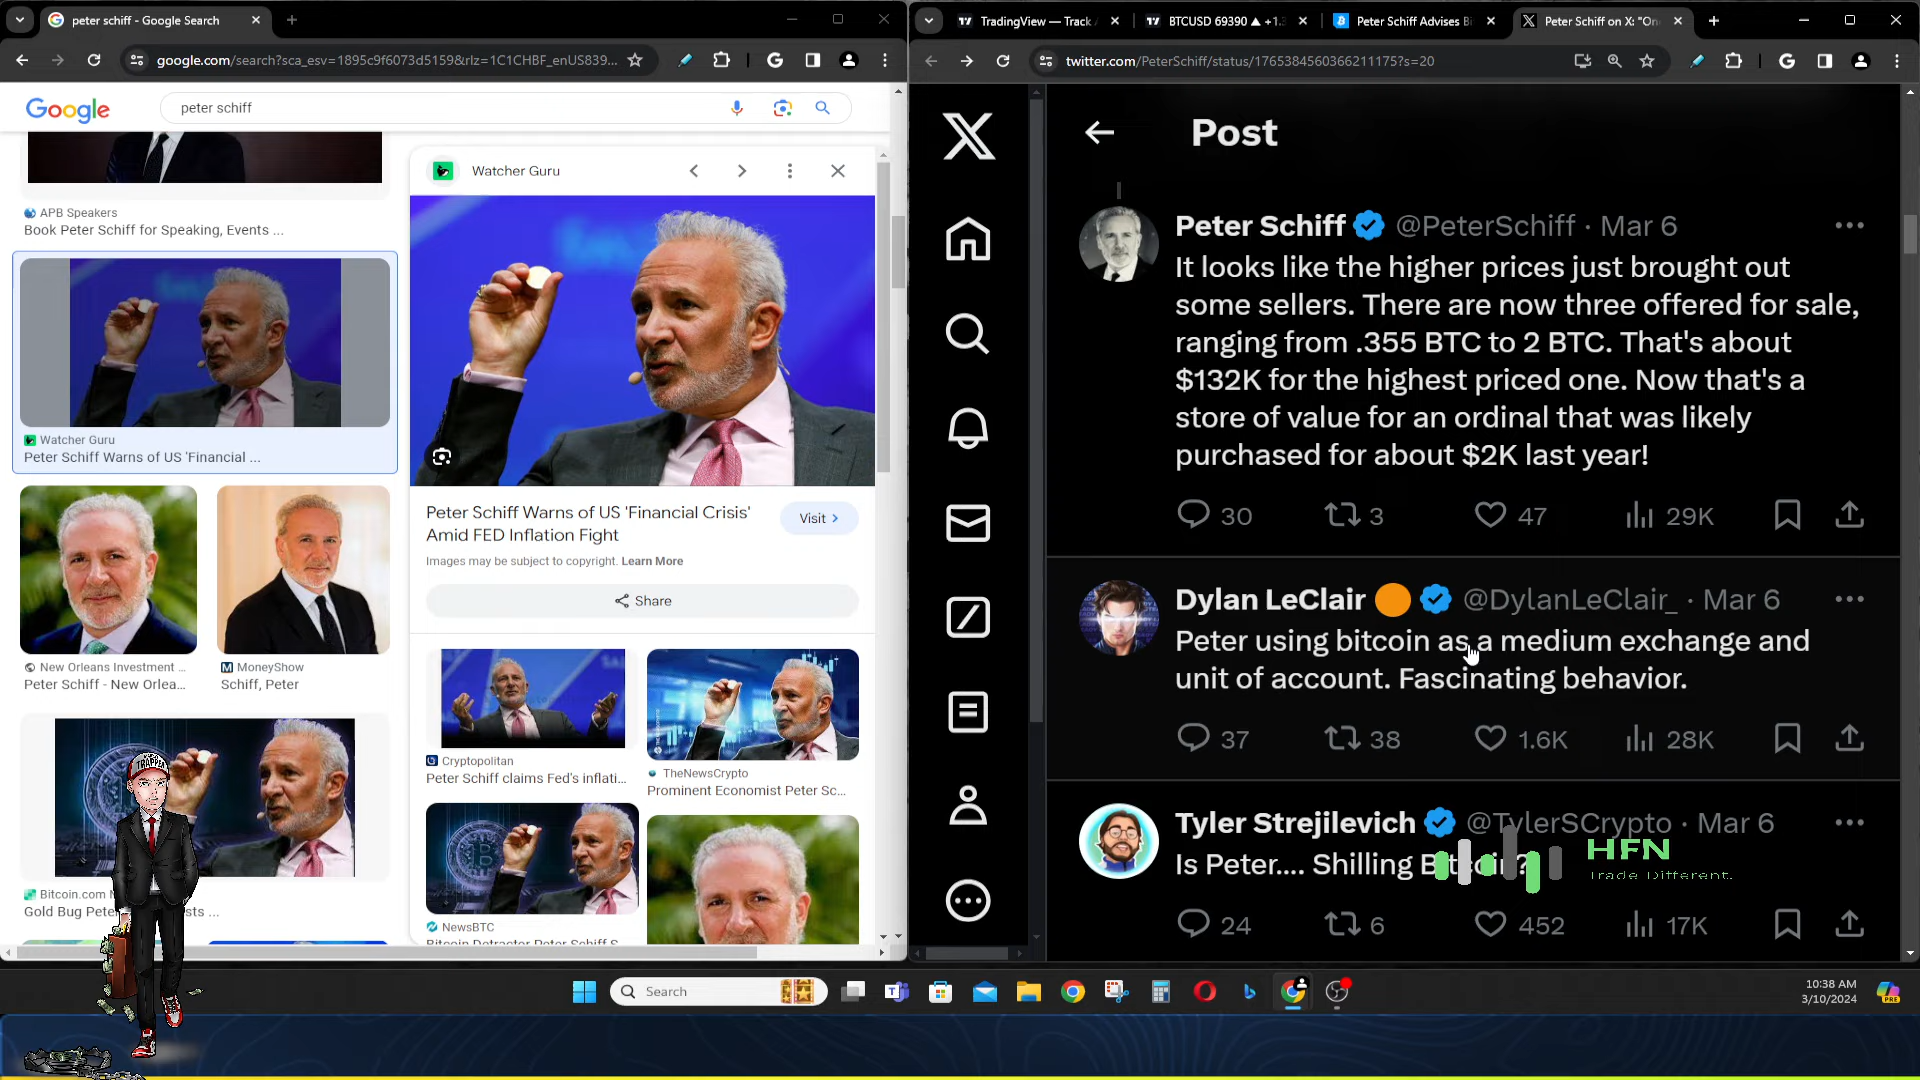 peter schiff - Google Search
google.com/search?sca_esv=1895c9f6073d5159&rlz=1C1CHBF_enUS839...
Google
peter schiff
APB Speakers
Book Peter Schiff for Speaking, Events ...
Watcher Guru
Peter Schiff Warns of US 'Financial ...
New Orleans Investment ...
Peter Schiff - New Orlea...
MoneyShow
Schiff, Peter
Bitcoin.com
Gold Bug Pete
sts ...
Watcher Guru
Peter Schiff Warns of US 'Financial Crisis'
Amid FED Inflation Fight
Visit
Images may be subject to copyright. Learn More
Share
Cryptopolitan
Peter Schiff claims Fed's inflati...
TheNewsCrypto
Prominent Economist Peter Sc...
NewsBTC
Bitcoin Detractor Peter Schiff S
TRAPPER
TradingView — Track
BTCUSD 69390 ▲ +1.
Peter Schiff Advises Bi
Peter Schiff on X: "On
twitter.com/PeterSchiff/status/1765384560366211175?s=20
Post
Peter Schiff @PeterSchiff · Mar 6
It looks like the higher prices just brought out
some sellers. There are now three offered for sale,
ranging from .355 BTC to 2 BTC. That's about
$132K for the highest priced one. Now that's a
store of value for an ordinal that was likely
purchased for about $2K last year!
30 3 47 29K
Dylan LeClair @DylanLeClair_ · Mar 6
Peter using bitcoin as a medium exchange and
unit of account. Fascinating behavior.
37 38 1.6K 28K
Tyler Strejilevich @TylerSCrypto · Mar 6
Is Peter.... Shilling Bitcoin?
24 6 452 17K
HFN
Trade Different.
Search
10:38 AM
3/10/2024
PRE